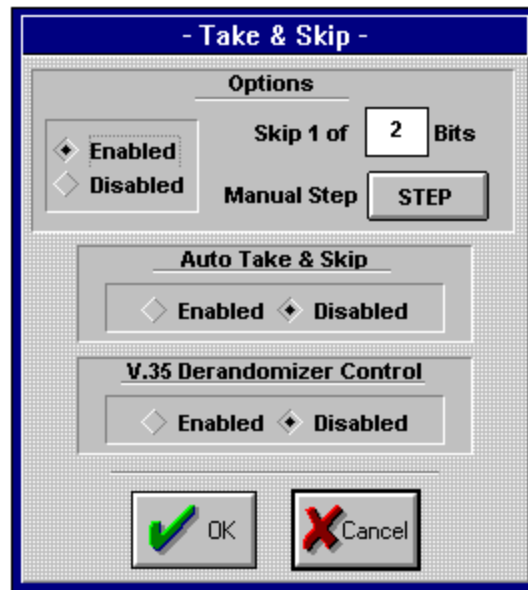 - Take & Skip -
Options
Enabled
Disabled
Skip 1 of 2 Bits
Manual Step STEP
Auto Take & Skip
Enabled Disabled
V.35 Derandomizer Control
Enabled Disabled
OK Cancel